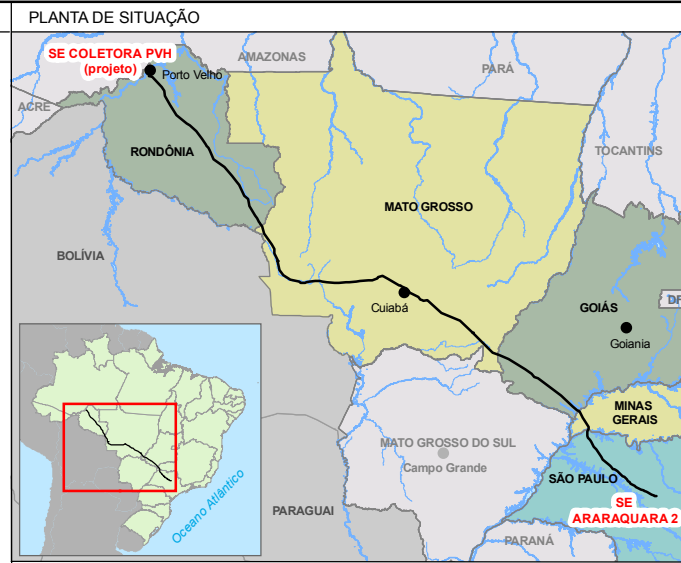 PLANTA DE SITUAÇÃO
SE COLETORA PVH
(projeto)
Porto Velho
AMAZONAS
PARÁ
ACRE
TOCANTINS
RONDÔNIA
MATO GROSSO
BOLÍVIA
Cuiabá
GOIÁS
DF
Goiania
MINAS
GERAIS
MATO GROSSO DO SUL
Campo Grande
SÃO PAULO
SE
ARARAQUARA 2
PARAGUAI
PARANÁ
Oceano Atlântico